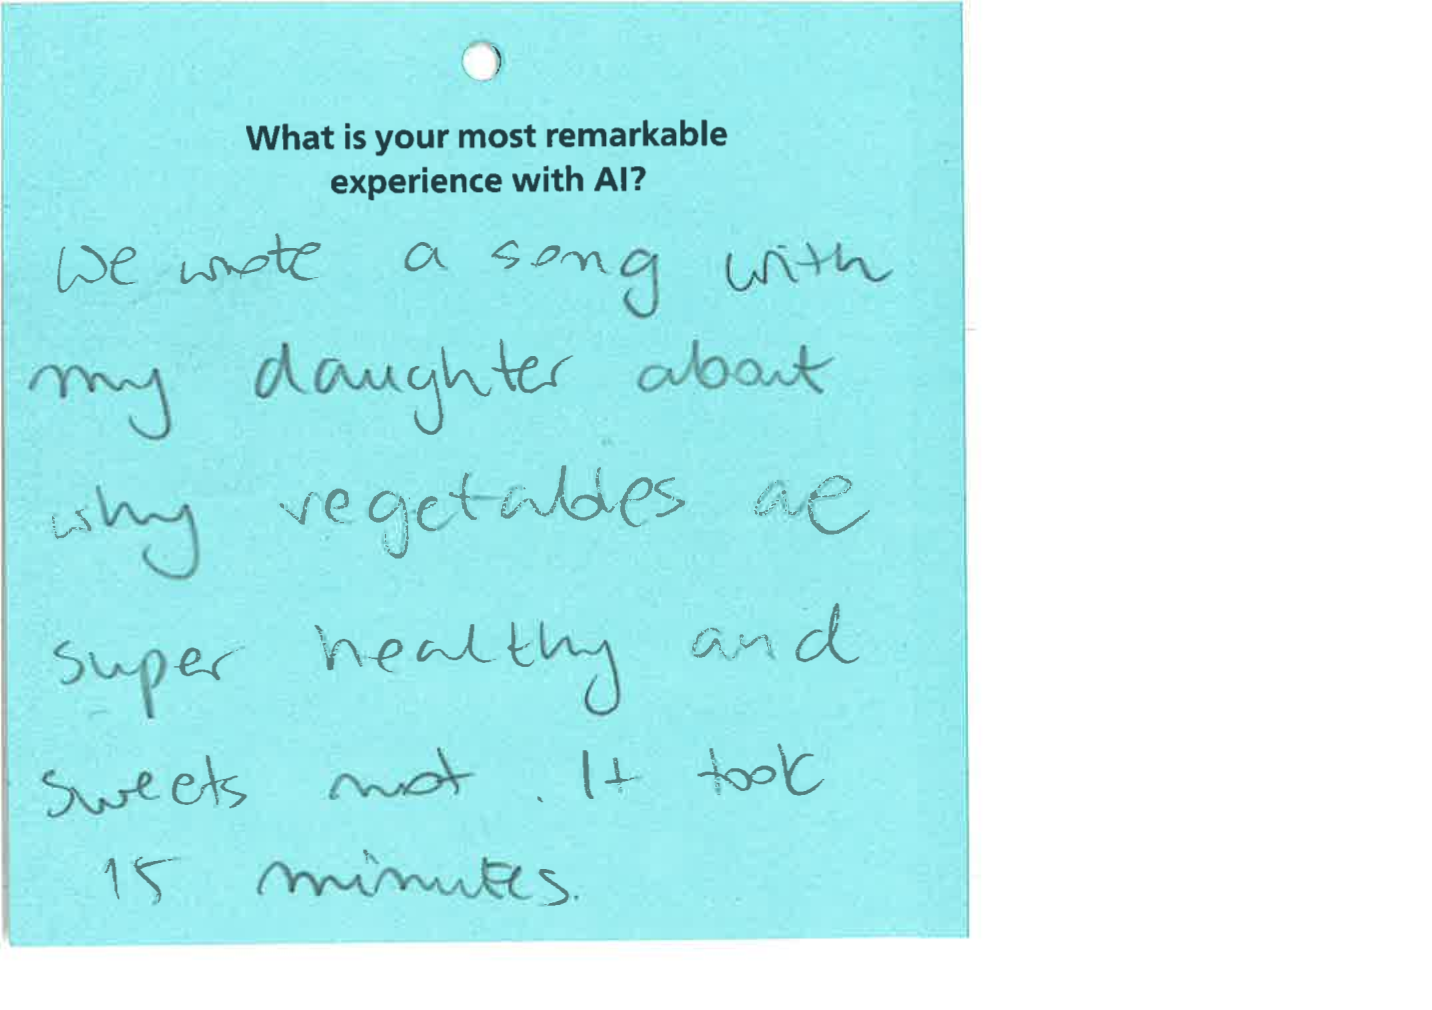 What is your most remarkable
experience with AI?
We wrote a song with
my daughter about
why vegetables ae
super healthy and
sweets not. It took
15 minutes.